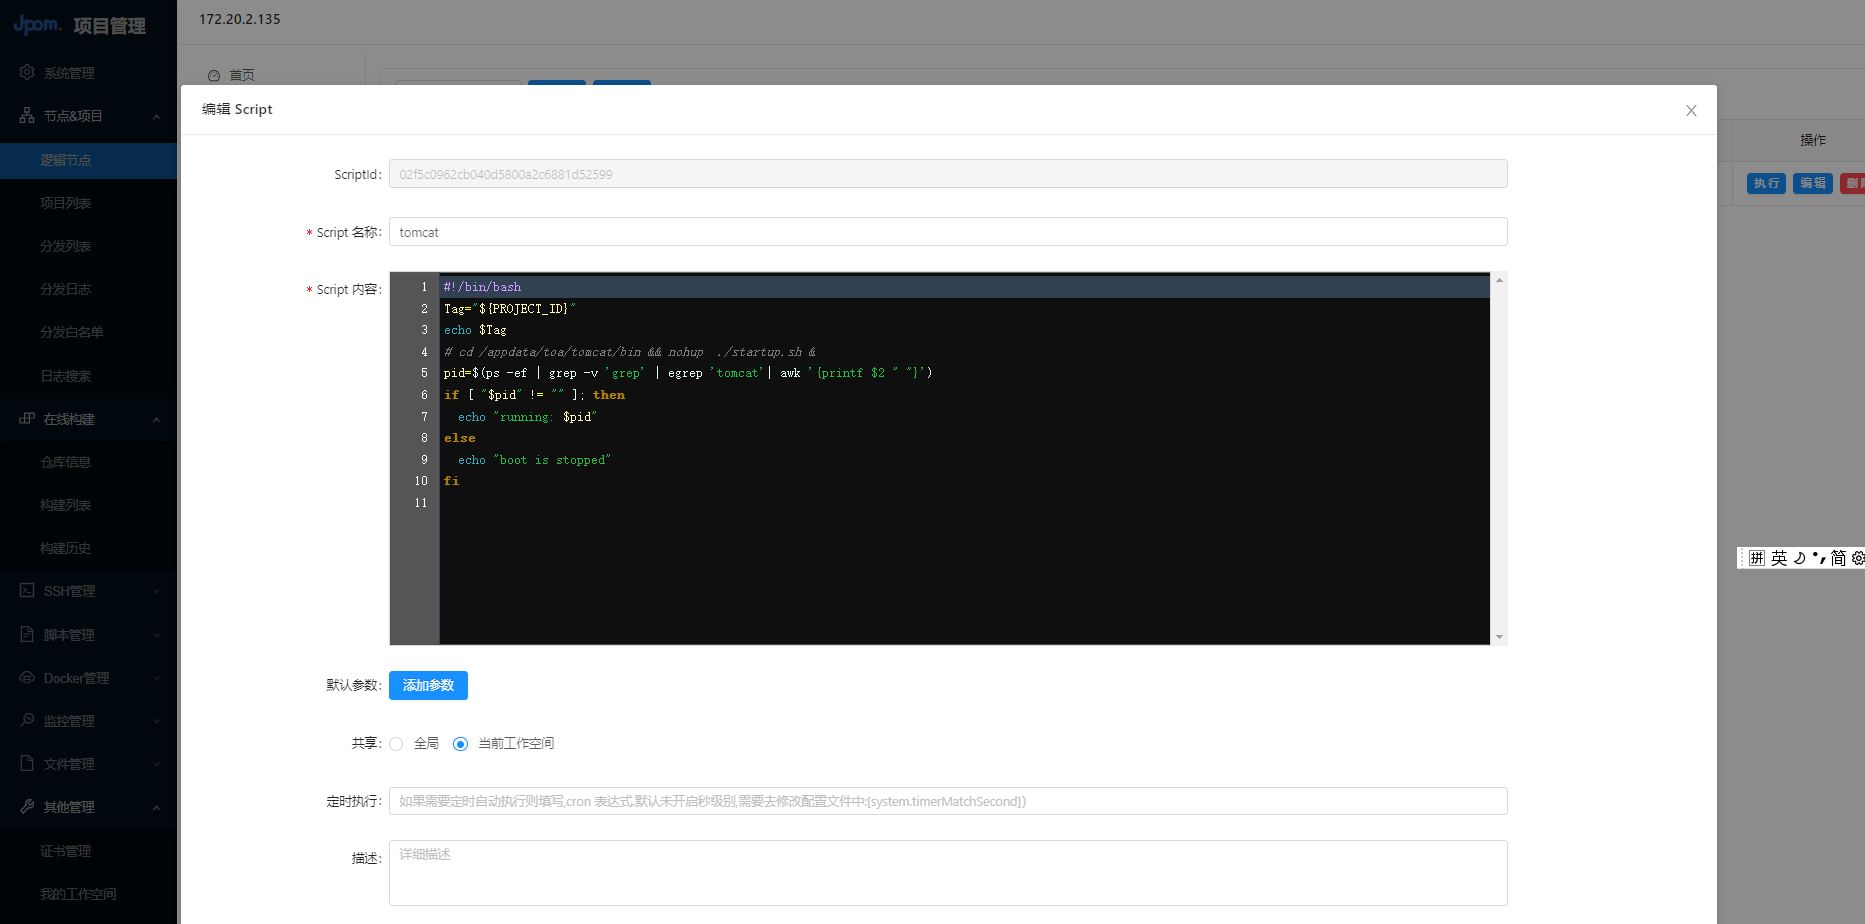 Jpom. 项目管理
172.20.2.135
系统管理
节点&项目
逻辑节点
项目列表
分发列表
分发日志
分发白名单
日志搜索
在线构建
仓库信息
构建列表
构建历史
SSH管理
脚本管理
Docker管理
监控管理
文件管理
其他管理
证书管理
我的工作空间
首页
操作
执行 编辑
编辑 Script
ScriptId: 02f5c0962cb040d5800a2c6881d52599
* Script 名称: tomcat
* Script 内容:
1 #!/bin/bash
2 Tag="${PROJECT_ID}"
3 echo $Tag
4 # cd /appdata/toa/tomcat/bin && nohup  ./startup.sh &
5 pid=$(ps -ef | grep -v 'grep' | egrep 'tomcat'| awk '{printf $2 " "}')
6 if [ "$pid" != "" ]; then
7   echo "running: $pid"
8 else
9   echo "boot is stopped"
10 fi
11
默认参数: 添加参数
共享: 全局 当前工作空间
定时执行: 如果需要定时自动执行则填写,cron 表达式.默认未开启秒级别,需要去修改配置文件中:[system.timerMatchSecond])
描述: 详细描述
拼 英 简